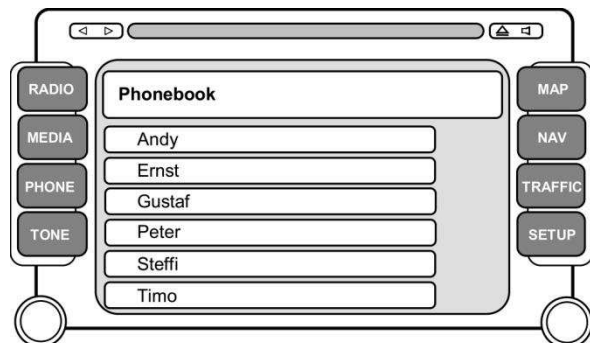 RADIO
MEDIA
PHONE
TONE
Phonebook
Andy
Ernst
Gustaf
Peter
Steffi
Timo
MAP
NAV
TRAFFIC
SETUP